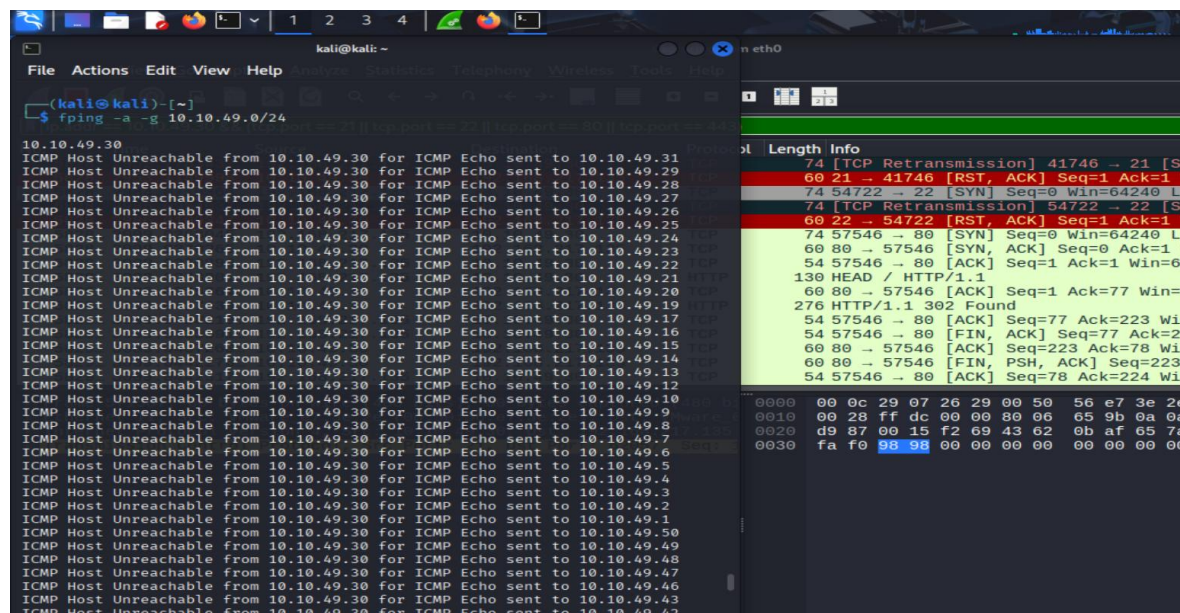 1 2 3 4
kali@kali: ~
File Actions Edit View Help
(kali㉿kali)-[~]
$ fping -a -g 10.10.49.0/24
10.10.49.30
ICMP Host Unreachable from 10.10.49.30 for ICMP Echo sent to 10.10.49.31
ICMP Host Unreachable from 10.10.49.30 for ICMP Echo sent to 10.10.49.29
ICMP Host Unreachable from 10.10.49.30 for ICMP Echo sent to 10.10.49.28
ICMP Host Unreachable from 10.10.49.30 for ICMP Echo sent to 10.10.49.27
ICMP Host Unreachable from 10.10.49.30 for ICMP Echo sent to 10.10.49.26
ICMP Host Unreachable from 10.10.49.30 for ICMP Echo sent to 10.10.49.25
ICMP Host Unreachable from 10.10.49.30 for ICMP Echo sent to 10.10.49.24
ICMP Host Unreachable from 10.10.49.30 for ICMP Echo sent to 10.10.49.23
ICMP Host Unreachable from 10.10.49.30 for ICMP Echo sent to 10.10.49.22
ICMP Host Unreachable from 10.10.49.30 for ICMP Echo sent to 10.10.49.21
ICMP Host Unreachable from 10.10.49.30 for ICMP Echo sent to 10.10.49.20
ICMP Host Unreachable from 10.10.49.30 for ICMP Echo sent to 10.10.49.19
ICMP Host Unreachable from 10.10.49.30 for ICMP Echo sent to 10.10.49.17
ICMP Host Unreachable from 10.10.49.30 for ICMP Echo sent to 10.10.49.16
ICMP Host Unreachable from 10.10.49.30 for ICMP Echo sent to 10.10.49.15
ICMP Host Unreachable from 10.10.49.30 for ICMP Echo sent to 10.10.49.14
ICMP Host Unreachable from 10.10.49.30 for ICMP Echo sent to 10.10.49.13
ICMP Host Unreachable from 10.10.49.30 for ICMP Echo sent to 10.10.49.12
ICMP Host Unreachable from 10.10.49.30 for ICMP Echo sent to 10.10.49.10
ICMP Host Unreachable from 10.10.49.30 for ICMP Echo sent to 10.10.49.9
ICMP Host Unreachable from 10.10.49.30 for ICMP Echo sent to 10.10.49.8
ICMP Host Unreachable from 10.10.49.30 for ICMP Echo sent to 10.10.49.7
ICMP Host Unreachable from 10.10.49.30 for ICMP Echo sent to 10.10.49.6
ICMP Host Unreachable from 10.10.49.30 for ICMP Echo sent to 10.10.49.5
ICMP Host Unreachable from 10.10.49.30 for ICMP Echo sent to 10.10.49.4
ICMP Host Unreachable from 10.10.49.30 for ICMP Echo sent to 10.10.49.3
ICMP Host Unreachable from 10.10.49.30 for ICMP Echo sent to 10.10.49.2
ICMP Host Unreachable from 10.10.49.30 for ICMP Echo sent to 10.10.49.1
ICMP Host Unreachable from 10.10.49.30 for ICMP Echo sent to 10.10.49.50
ICMP Host Unreachable from 10.10.49.30 for ICMP Echo sent to 10.10.49.49
ICMP Host Unreachable from 10.10.49.30 for ICMP Echo sent to 10.10.49.48
ICMP Host Unreachable from 10.10.49.30 for ICMP Echo sent to 10.10.49.47
ICMP Host Unreachable from 10.10.49.30 for ICMP Echo sent to 10.10.49.46
ICMP Host Unreachable from 10.10.49.30 for ICMP Echo sent to 10.10.49.43
ICMP Host Unreachable from 10.10.49.30 for ICMP Echo sent to 10.10.49.42
n eth0
ol Length Info
74 [TCP Retransmission] 41746 → 21 [S
60 21 → 41746 [RST, ACK] Seq=1 Ack=1
74 54722 → 22 [SYN] Seq=0 Win=64240 L
74 [TCP Retransmission] 54722 → 22 [S
60 22 → 54722 [RST, ACK] Seq=1 Ack=1
74 57546 → 80 [SYN] Seq=0 Win=64240 L
60 80 → 57546 [SYN, ACK] Seq=0 Ack=1
54 57546 → 80 [ACK] Seq=1 Ack=1 Win=6
130 HEAD / HTTP/1.1
60 80 → 57546 [ACK] Seq=1 Ack=77 Win=
276 HTTP/1.1 302 Found
54 57546 → 80 [ACK] Seq=77 Ack=223 Wi
54 57546 → 80 [FIN, ACK] Seq=77 Ack=2
60 80 → 57546 [ACK] Seq=223 Ack=78 Wi
60 80 → 57546 [FIN, PSH, ACK] Seq=223
54 57546 → 80 [ACK] Seq=78 Ack=224 Wi
0000 00 0c 29 07 26 29 00 50 56 e7 3e 2e
0010 00 28 ff dc 00 00 80 06 65 9b 0a 0a
0020 d9 87 00 15 f2 69 43 62 0b af 65 7a
0030 fa f0 98 98 00 00 00 00 00 00 00 00